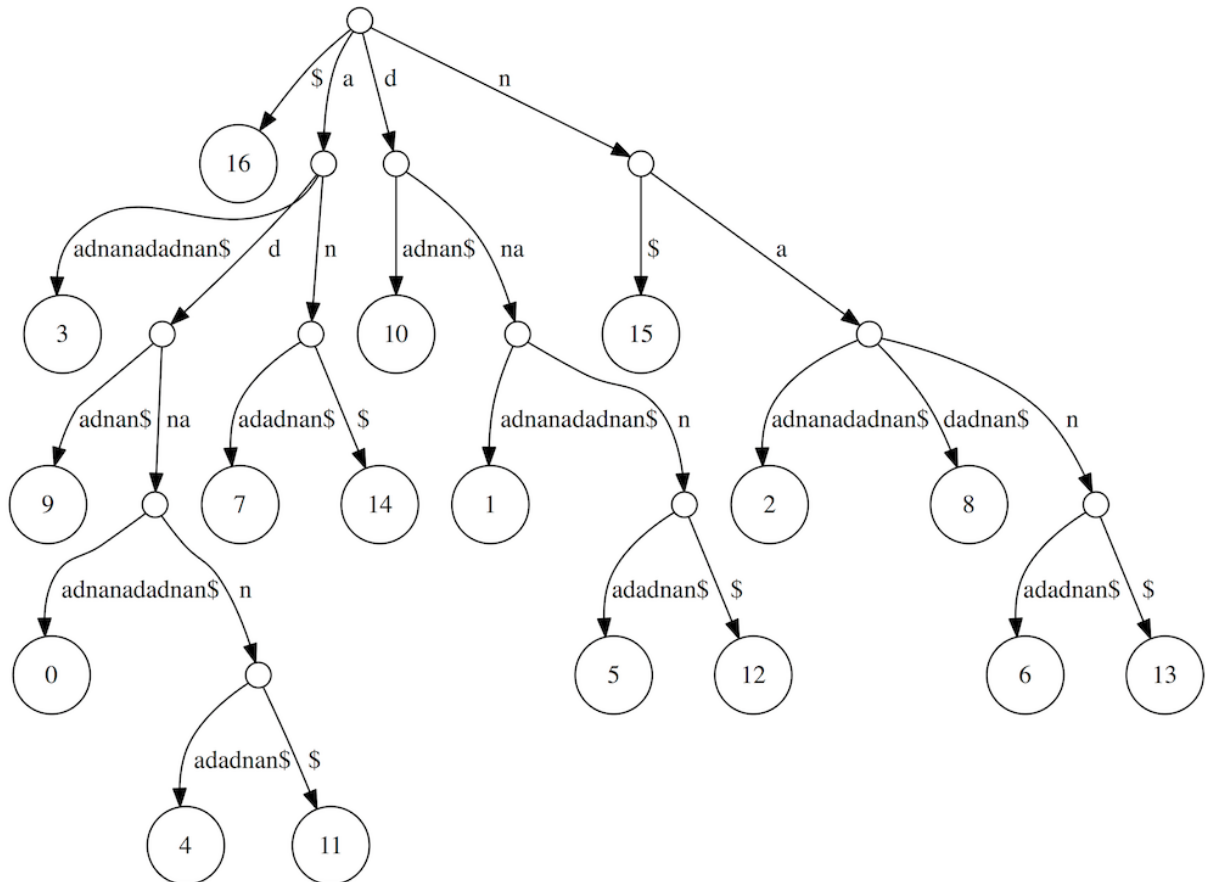 $ a d n
16
adnanadadnan$ d n adnan$ na $ a
3 10 15
adnan$ na adadnan$ $ adnanadadnan$ n adnanadadnan$ dadnan$ n
9 7 14 1 2 8
adnanadadnan$ n adadnan$ $ adadnan$ $
0 5 12 6 13
adadnan$ $
4 11